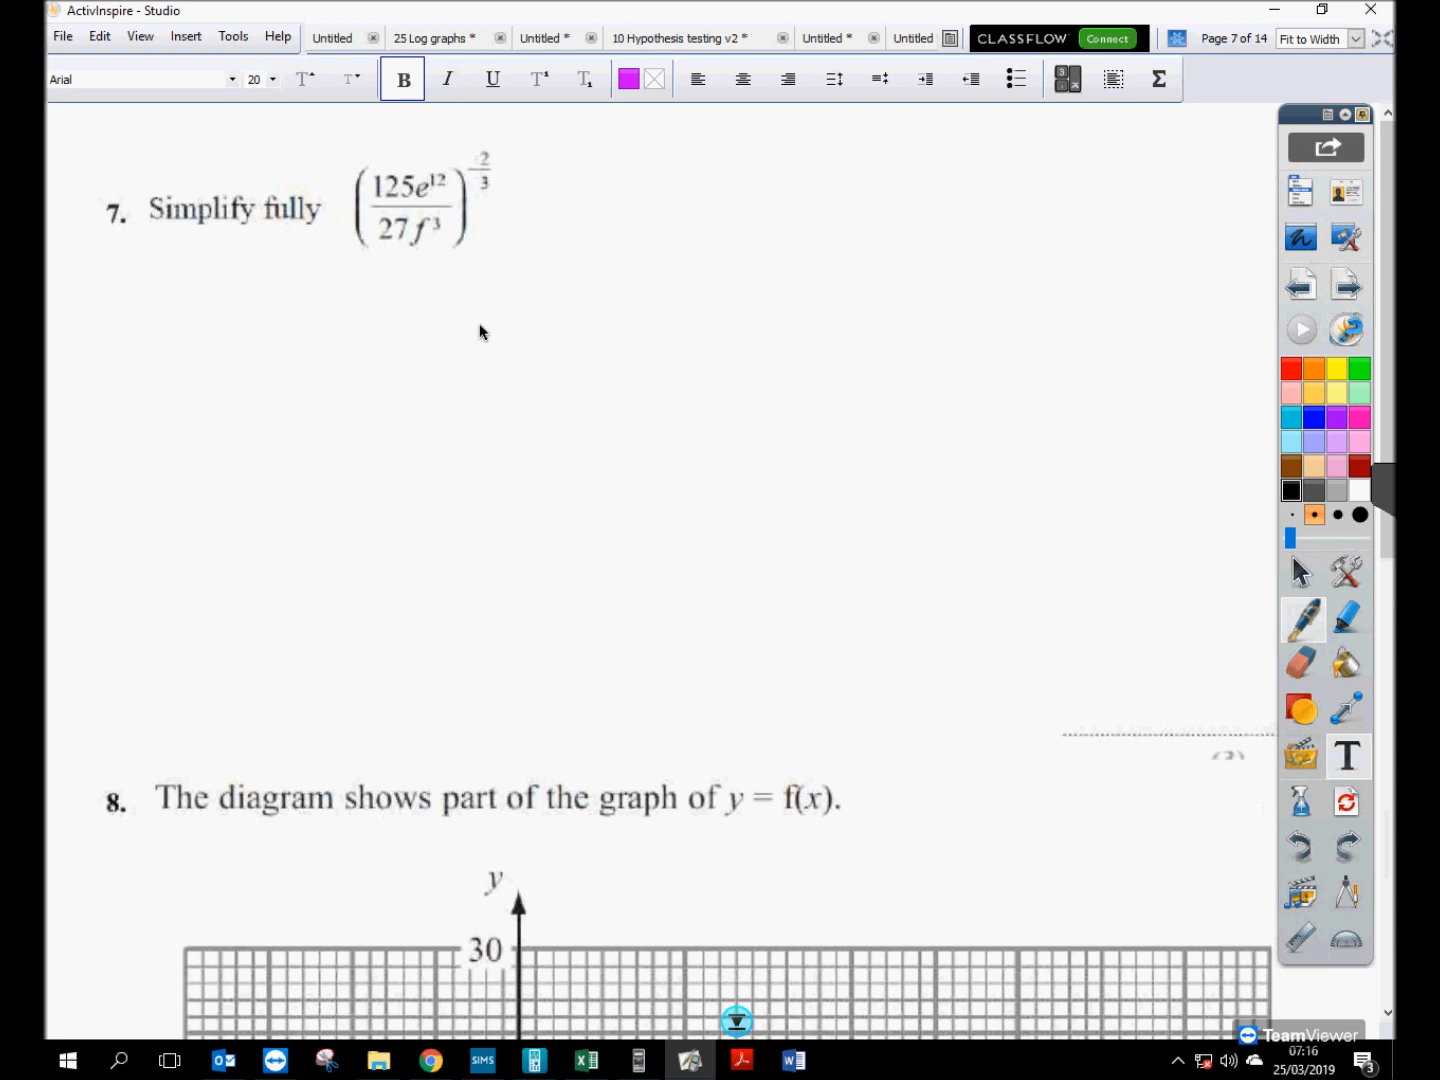 ActivInspire - Studio
File Edit View Insert Tools Help Untitled 25 Log graphs * Untitled * 10 Hypothesis testing v2 * Untitled * Untitled CLASSFLOW Connect Page 7 of 14 Fit to Width
Arial 20 B I U T T Σ
7. Simplify fully (125e¹²/27f³)^(-2/3)
8. The diagram shows part of the graph of y = f(x).
y
30
T
TeamViewer
SIMS
07:16
25/03/2019
3